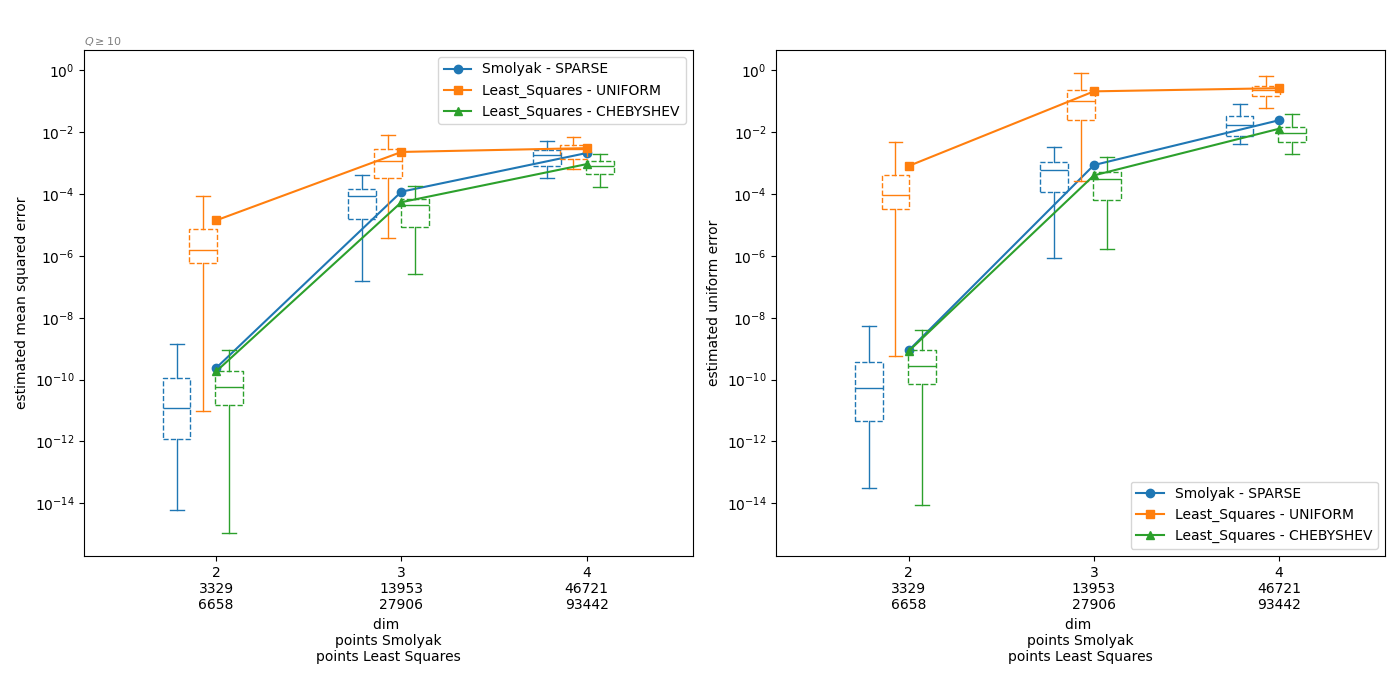 Q ≥ 10
estimated mean squared error
10⁰
10⁻²
10⁻⁴
10⁻⁶
10⁻⁸
10⁻¹⁰
10⁻¹²
10⁻¹⁴
Smolyak - SPARSE
Least_Squares - UNIFORM
Least_Squares - CHEBYSHEV
2 3 4
3329 13953 46721
6658 27906 93442
dim
points Smolyak
points Least Squares
estimated uniform error
10⁰
10⁻²
10⁻⁴
10⁻⁶
10⁻⁸
10⁻¹⁰
10⁻¹²
10⁻¹⁴
Smolyak - SPARSE
Least_Squares - UNIFORM
Least_Squares - CHEBYSHEV
2 3 4
3329 13953 46721
6658 27906 93442
dim
points Smolyak
points Least Squares